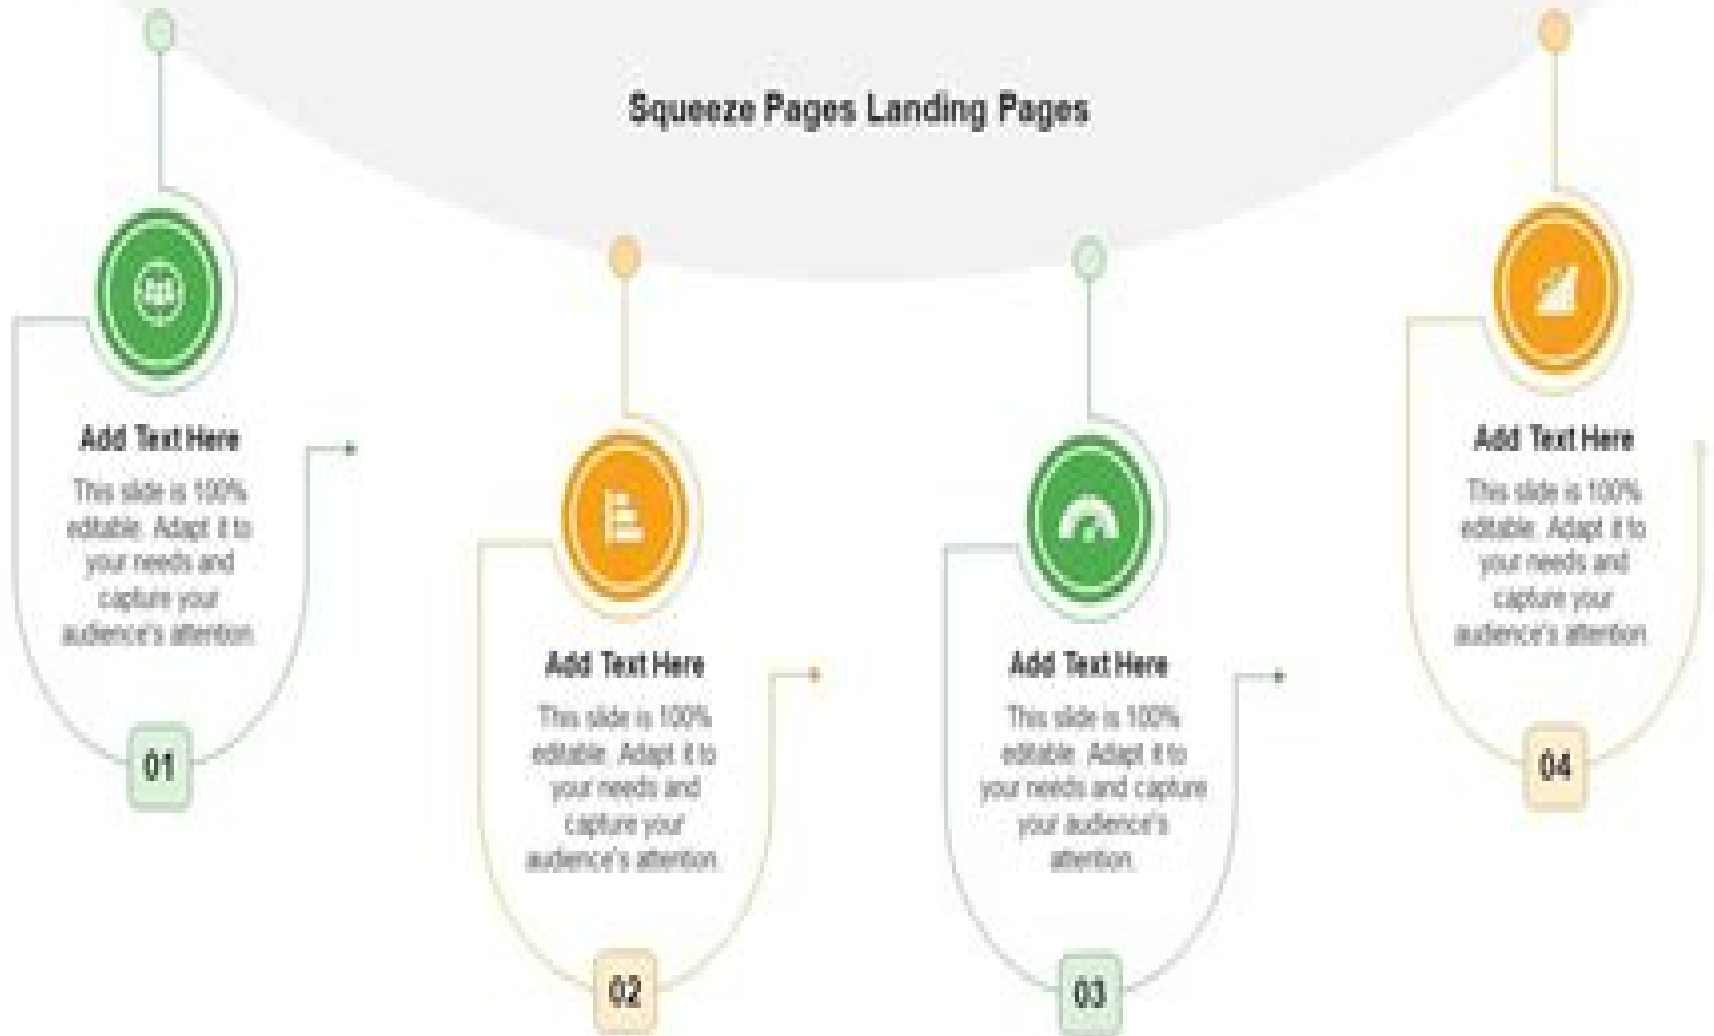 Squeeze Pages Landing Pages
Add Text Here
This slide is 100%
editable. Adapt it to
your needs and
capture your
audience's attention.
01
Add Text Here
This slide is 100%
editable. Adapt it to
your needs and
capture your
audience's attention.
02
Add Text Here
This slide is 100%
editable. Adapt it to
your needs and capture
your audience's
attention.
03
Add Text Here
This slide is 100%
editable. Adapt it to
your needs and
capture your
audience's attention.
04